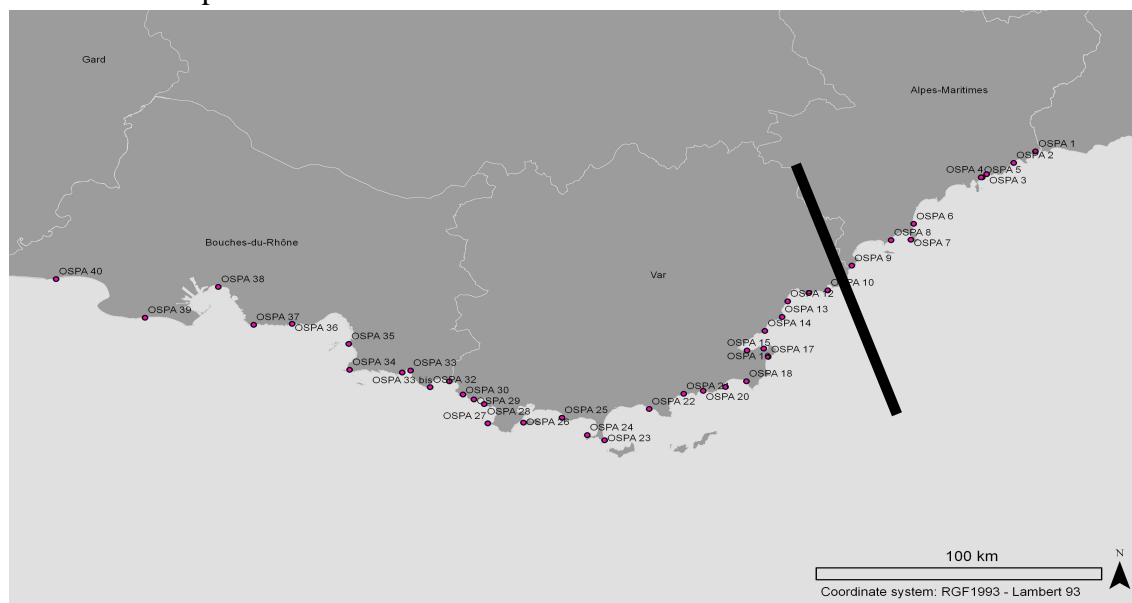 Gard
Alpes-Maritimes
OSPA 1
OSPA 2
OSPA 4
OSPA 5
OSPA 3
OSPA 6
OSPA 8
OSPA 7
Bouches-du-Rhône
Var
OSPA 9
OSPA 40
OSPA 38
OSPA 10
OSPA 12
OSPA 39
OSPA 37
OSPA 36
OSPA 13
OSPA 14
OSPA 35
OSPA 15
OSPA 17
OSPA 16
OSPA 34
OSPA 33
OSPA 33 bis
OSPA 32
OSPA 18
OSPA 30
OSPA 21
OSPA 20
OSPA 29
OSPA 22
OSPA 28
OSPA 25
OSPA 27
OSPA 26
OSPA 24
OSPA 23
100 km
N
Coordinate system: RGF1993 - Lambert 93